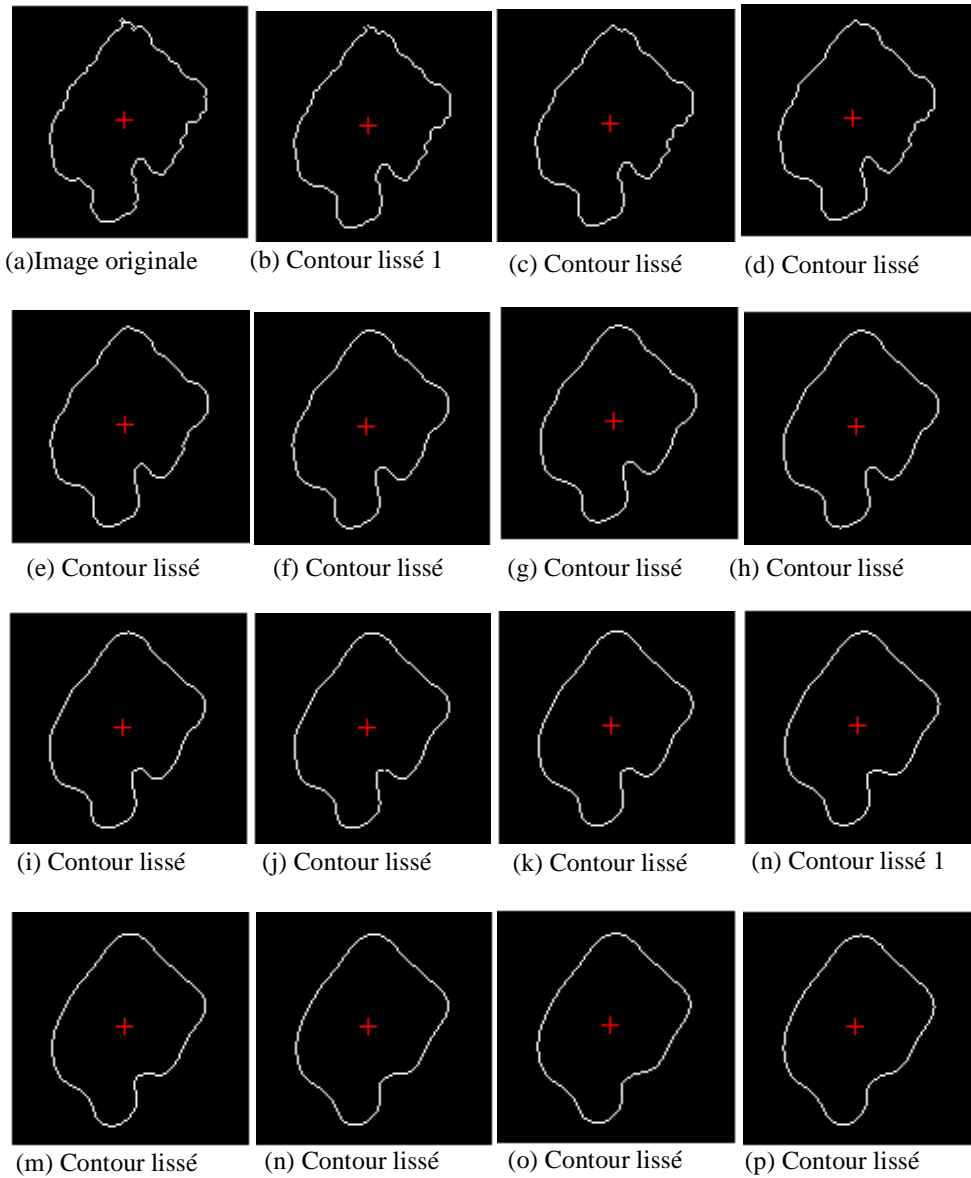 (a)Image originale
(b) Contour lissé 1
(c) Contour lissé
(d) Contour lissé
(e) Contour lissé
(f) Contour lissé
(g) Contour lissé
(h) Contour lissé
(i) Contour lissé
(j) Contour lissé
(k) Contour lissé
(n) Contour lissé 1
(m) Contour lissé
(n) Contour lissé
(o) Contour lissé
(p) Contour lissé